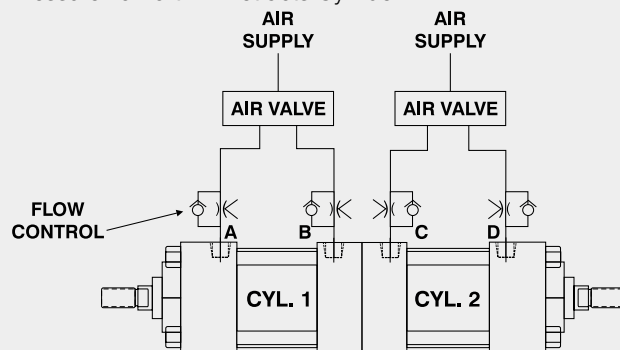 AIR
SUPPLY
AIR
SUPPLY
AIR VALVE
AIR VALVE
FLOW
CONTROL
A
B
C
D
CYL. 1
CYL. 2